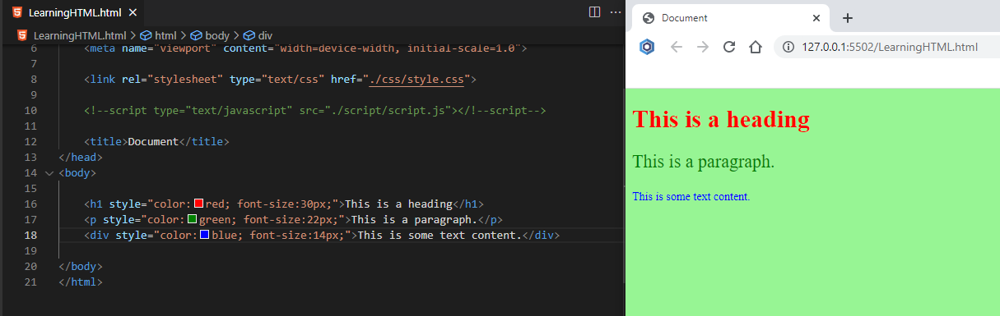 LearningHTML.html
LearningHTML.html > html > body > div
6 <meta name="viewport" content="width=device-width, initial-scale=1.0">
7
8 <link rel="stylesheet" type="text/css" href="./css/style.css">
9
10 <!--script type="text/javascript" src="./script/script.js"></!--script-->
11
12 <title>Document</title>
13 </head>
14 <body>
15
16 <h1 style="color:red; font-size:30px;">This is a heading</h1>
17 <p style="color:green; font-size:22px;">This is a paragraph.</p>
18 <div style="color:blue; font-size:14px;">This is some text content.</div>
19
20 </body>
21 </html>
Document
127.0.0.1:5502/LearningHTML.html
This is a heading
This is a paragraph.
This is some text content.